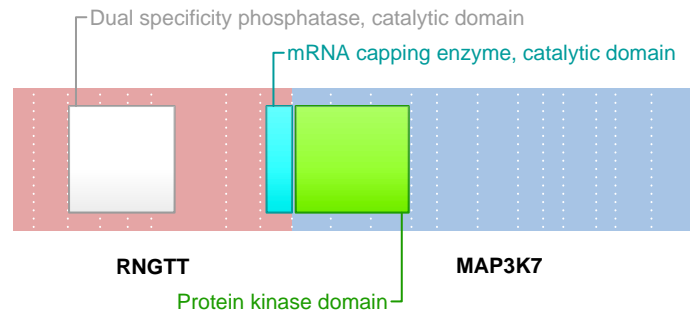 Dual specificity phosphatase, catalytic domain
mRNA capping enzyme, catalytic domain
RNGTT
MAP3K7
Protein kinase domain